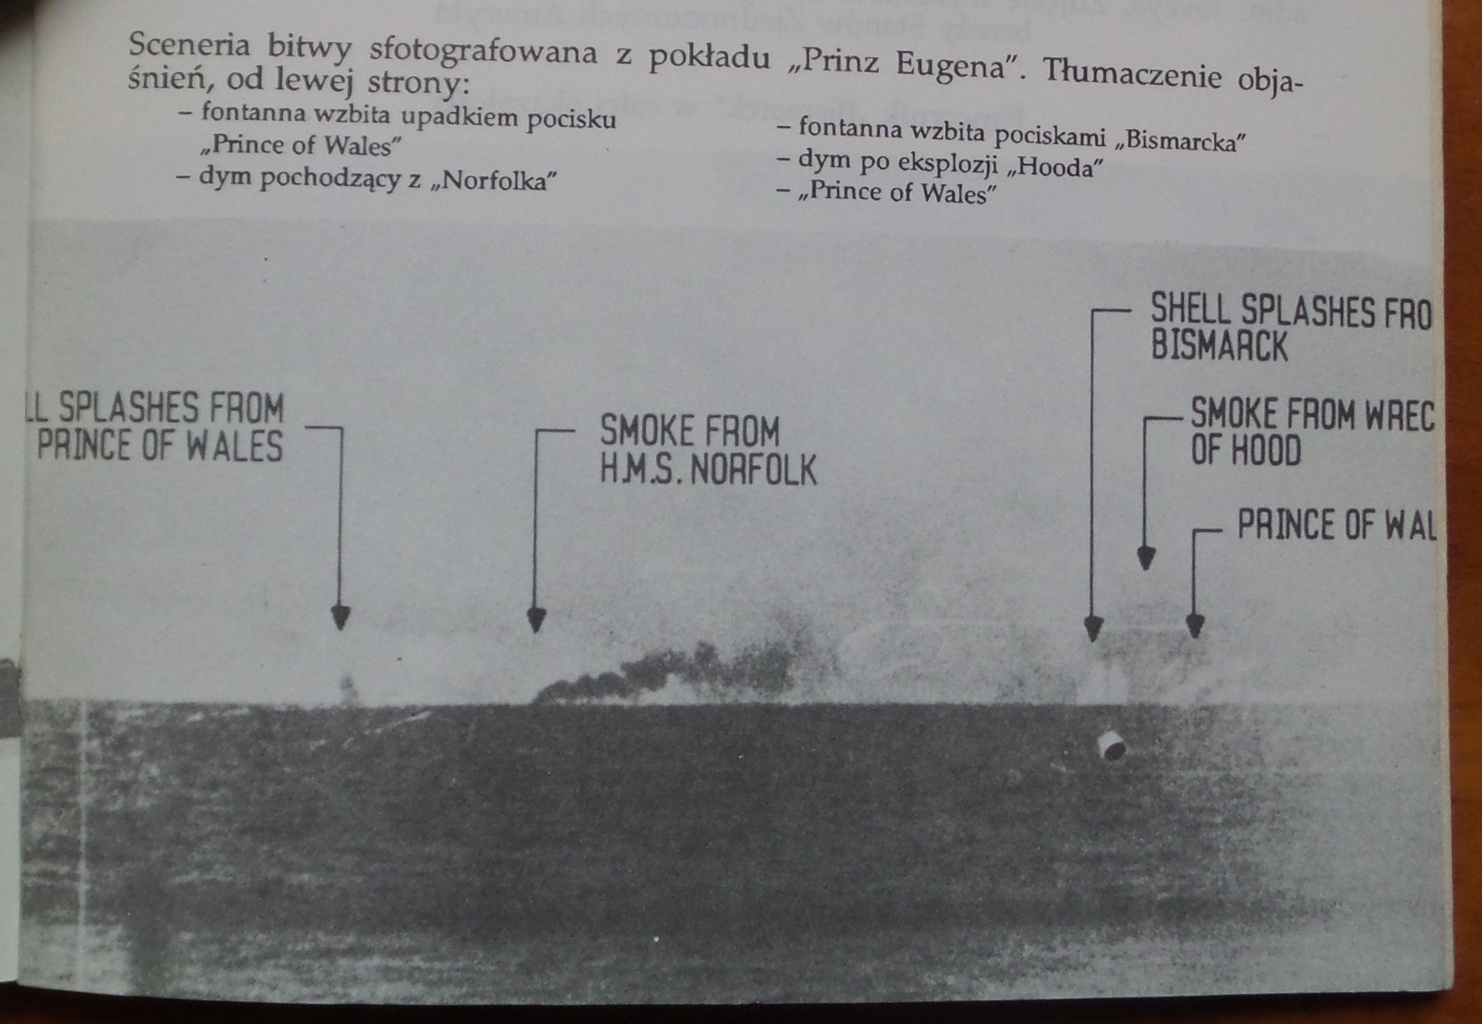 Sceneria bitwy sfotografowana z pokładu „Prinz Eugena”. Tłumaczenie obja-
śnień, od lewej strony:
– fontanna wzbita upadkiem pocisku
„Prince of Wales”
– dym pochodzący z „Norfolka”
– fontanna wzbita pociskami „Bismarcka”
– dym po eksplozji „Hooda”
– „Prince of Wales”
SHELL SPLASHES FRO
BISMARCK
LL SPLASHES FROM
PRINCE OF WALES
SMOKE FROM
H.M.S. NORFOLK
SMOKE FROM WREC
OF HOOD
PRINCE OF WAL